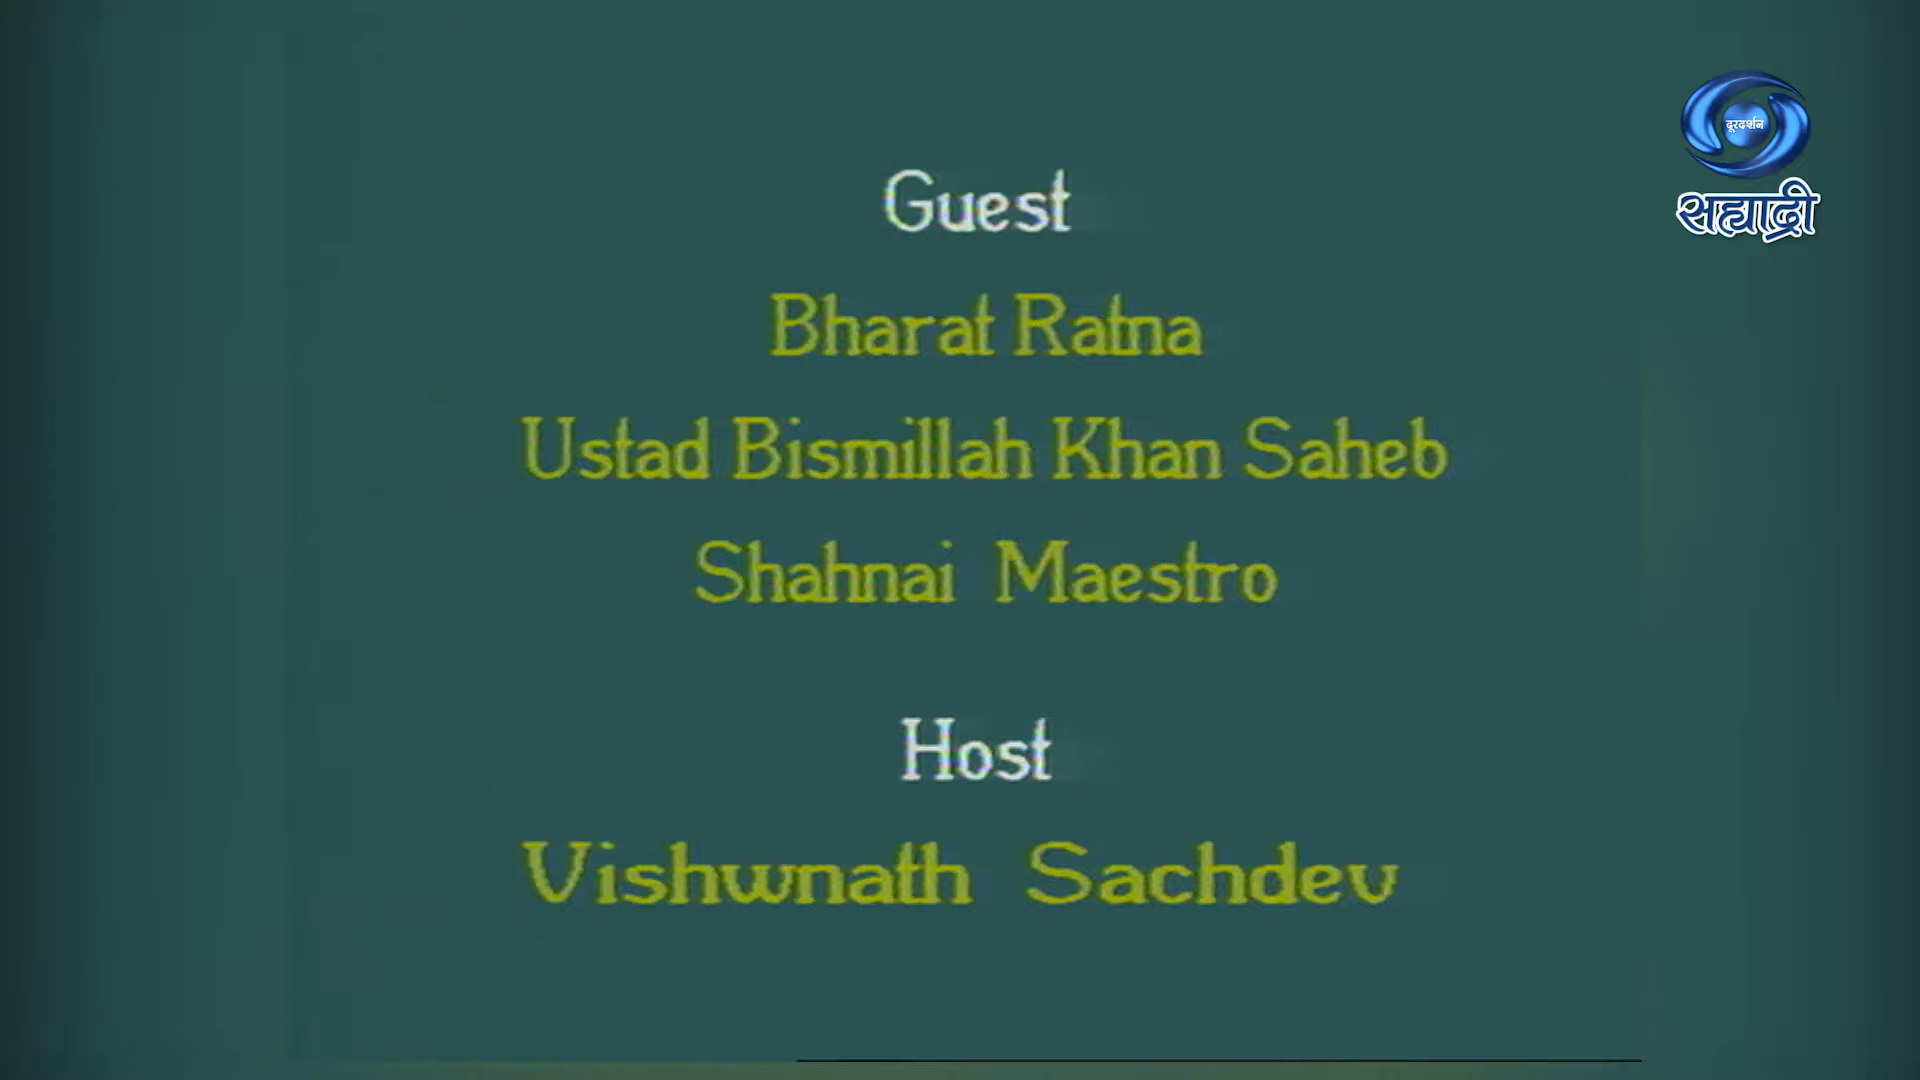 दूरदर्शन
सह्याद्री
Guest
Bharat Ratna
Ustad Bismillah Khan Saheb
Shahnai Maestro
Host
Vishwnath Sachdev